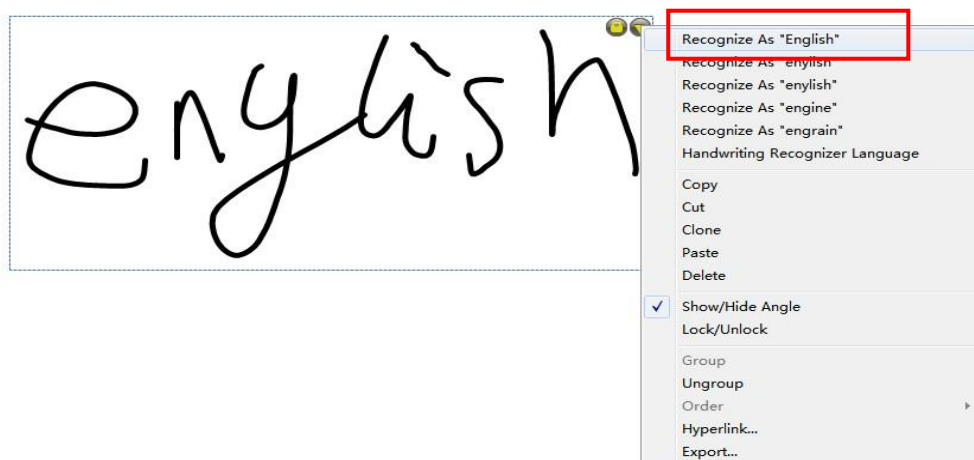 english
Recognize As "English"
Recognize As "enylish"
Recognize As "enylish"
Recognize As "engine"
Recognize As "engrain"
Handwriting Recognizer Language
Copy
Cut
Clone
Paste
Delete
Show/Hide Angle
Lock/Unlock
Group
Ungroup
Order
Hyperlink...
Export...